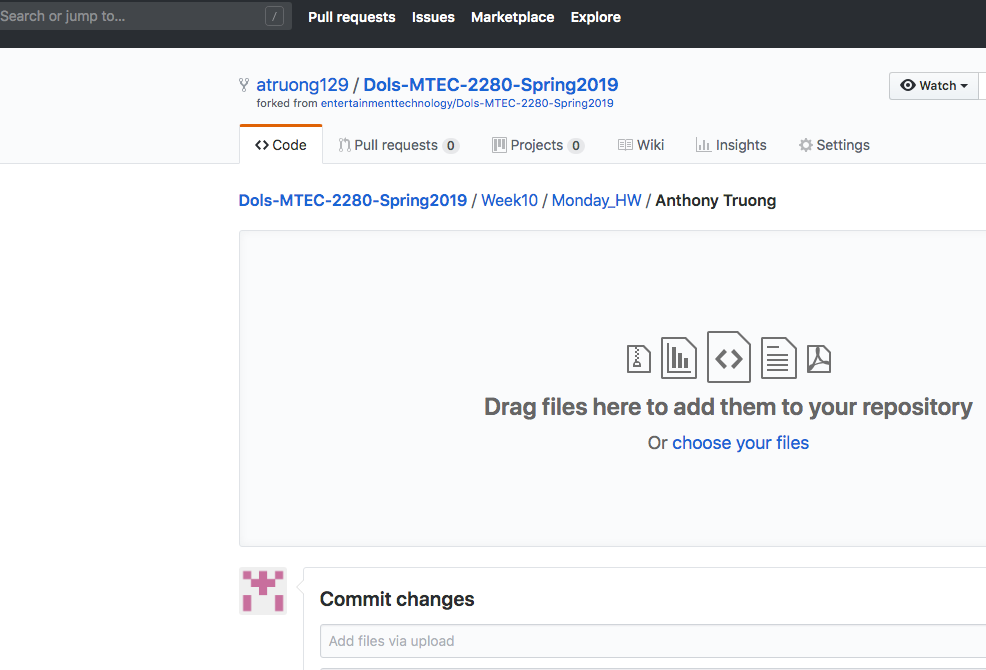 Search or jump to... / Pull requests Issues Marketplace Explore
atruong129 / Dols-MTEC-2280-Spring2019 Watch
forked from entertainmenttechnology/Dols-MTEC-2280-Spring2019
Code Pull requests 0 Projects 0 Wiki Insights Settings
Dols-MTEC-2280-Spring2019 / Week10 / Monday_HW / Anthony Truong
Drag files here to add them to your repository
Or choose your files
Commit changes
Add files via upload